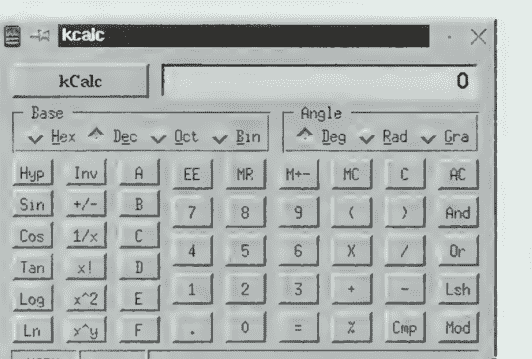 kcalc
kCalc 0
Base Angle
Hex Dec Oct Bin Deg Rad Gra
Hyp Inv A EE MR M+- MC C AC
Sin +/- B 7 8 9 ( ) And
Cos 1/x C 4 5 6 X / Or
Tan x! D 1 2 3 + - Lsh
Log x^2 E . 0 = % Cmp Mod
Ln x^y F